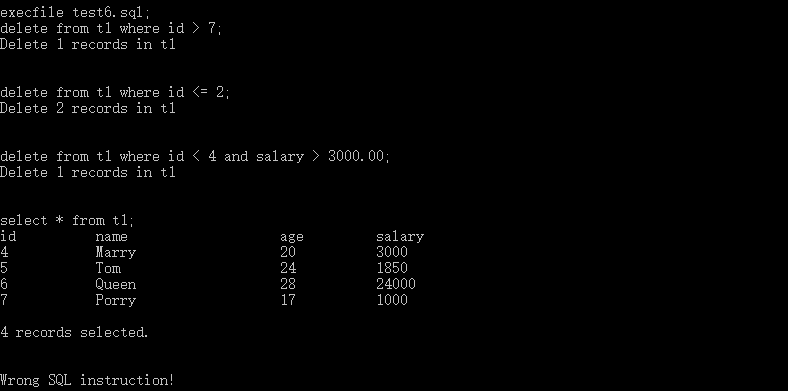 execfile test6.sql;
delete from t1 where id > 7;
Delete 1 records in t1
delete from t1 where id <= 2;
Delete 2 records in t1
delete from t1 where id < 4 and salary > 3000.00;
Delete 1 records in t1
select * from t1;
id name age salary
4 Marry 20 3000
5 Tom 24 1850
6 Queen 28 24000
7 Porry 17 1000
4 records selected.
Wrong SQL instruction!